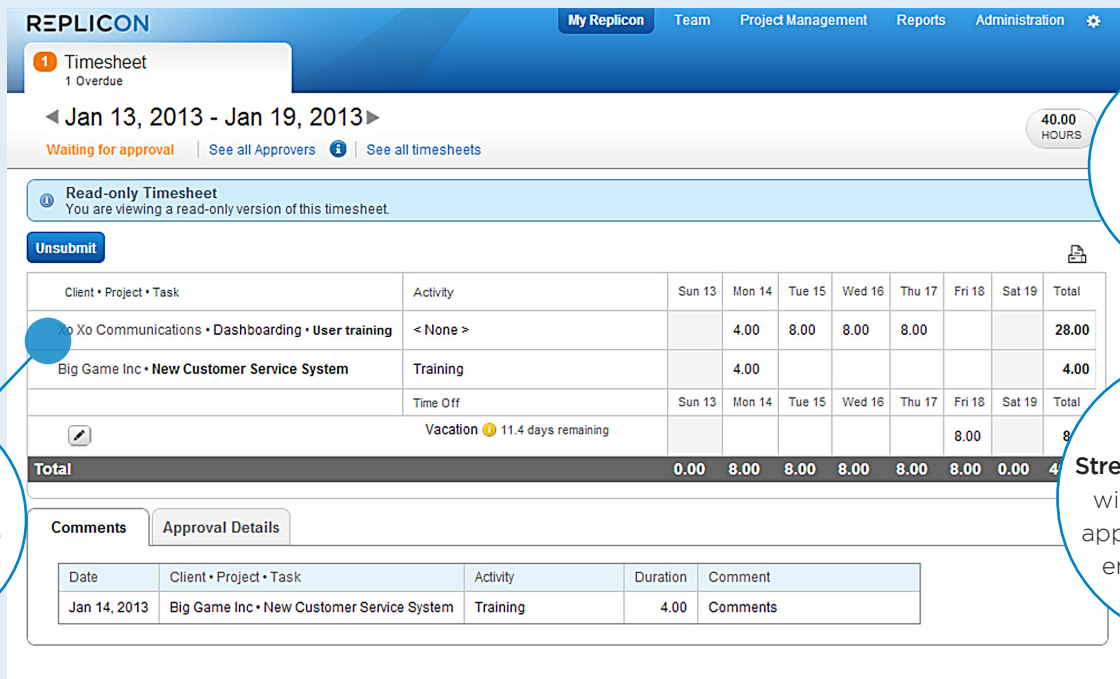 REPLICON
My Replicon Team Project Management Reports Administration
1 Timesheet
1 Overdue
Jan 13, 2013 - Jan 19, 2013
40.00
HOURS
Waiting for approval | See all Approvers | See all timesheets
Read-only Timesheet
You are viewing a read-only version of this timesheet.
Unsubmit
Client • Project • Task Activity Sun 13 Mon 14 Tue 15 Wed 16 Thu 17 Fri 18 Sat 19 Total
Xo Xo Communications • Dashboarding • User training < None > 4.00 8.00 8.00 8.00 28.00
Big Game Inc • New Customer Service System Training 4.00 4.00
Time Off Sun 13 Mon 14 Tue 15 Wed 16 Thu 17 Fri 18 Sat 19 Total
Vacation 11.4 days remaining 8.00
Total 0.00 8.00 8.00 8.00 8.00 8.00 0.00
Comments Approval Details
Date Client • Project • Task Activity Duration Comment
Jan 14, 2013 Big Game Inc • New Customer Service System Training 4.00 Comments